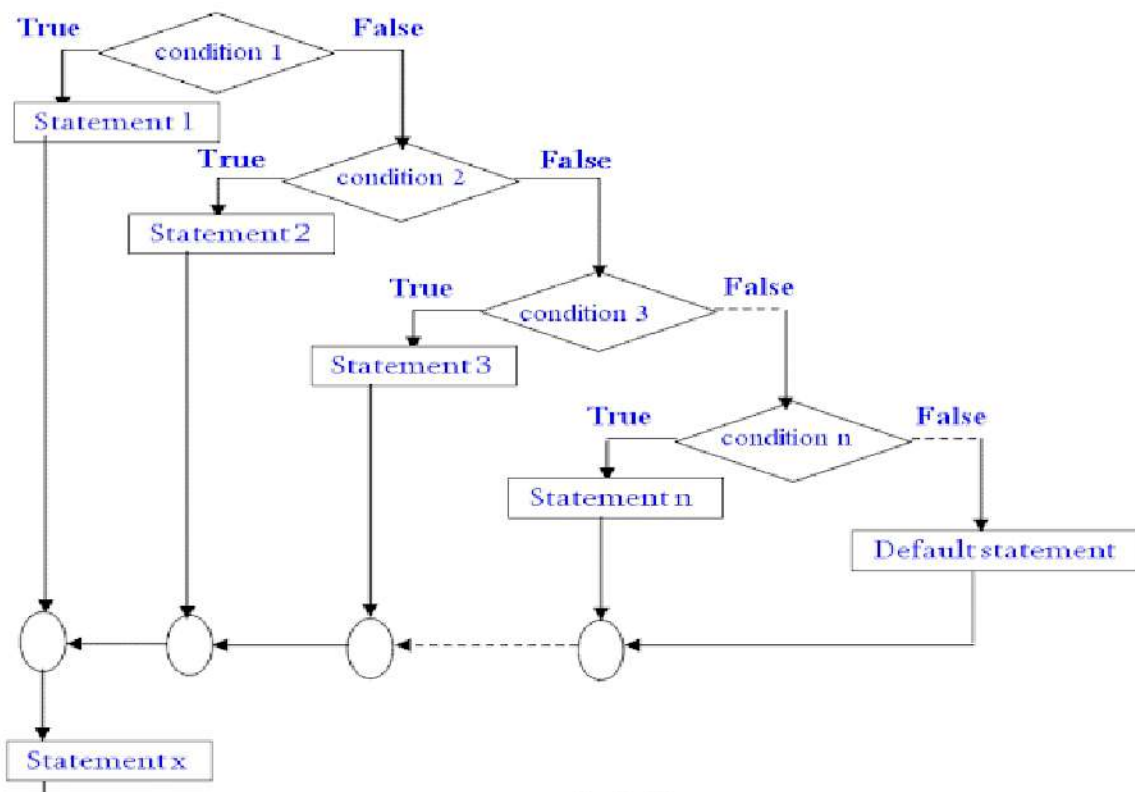 True
False
condition 1
Statement 1
True
False
condition 2
Statement 2
True
False
condition 3
Statement 3
True
False
condition n
Statement n
Default statement
Statement x